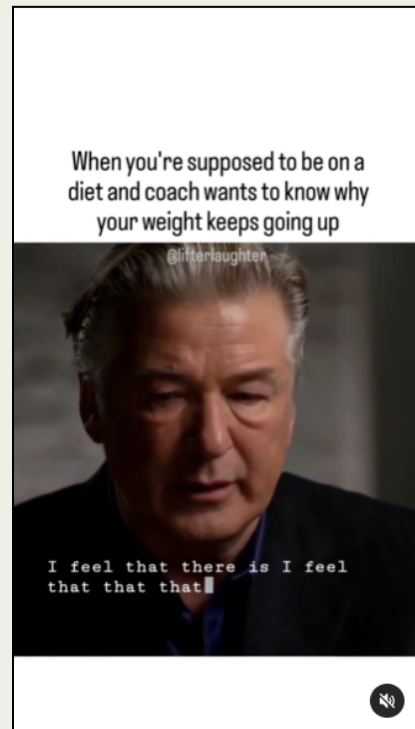 When you're supposed to be on a
diet and coach wants to know why
your weight keeps going up
@lifterlaughter
I feel that there is I feel
that that that